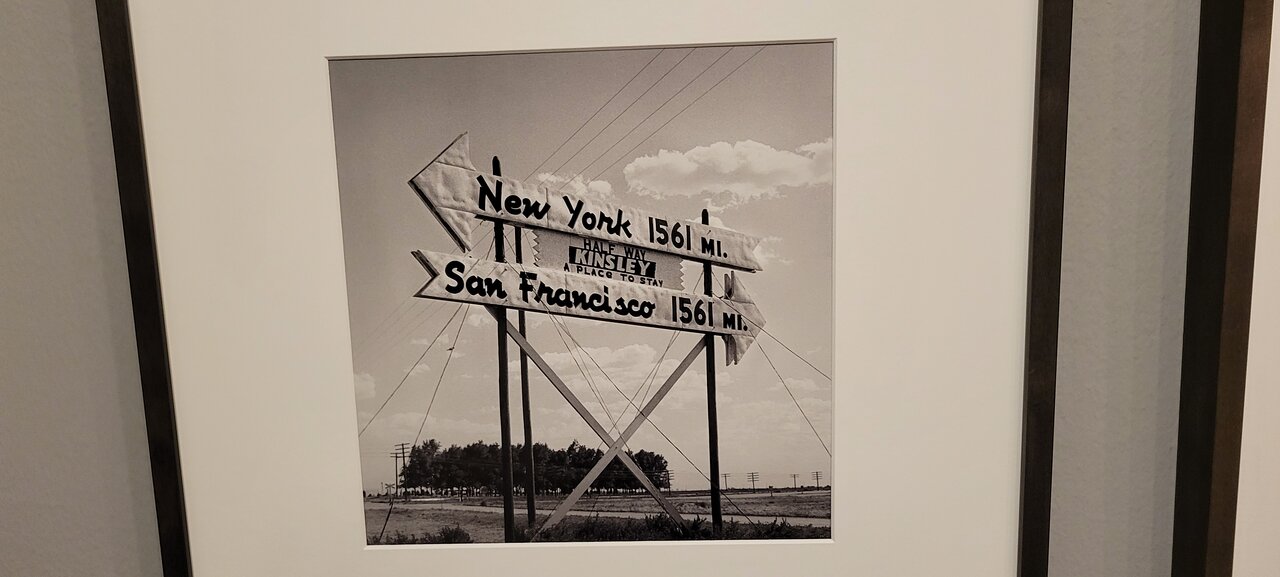 New York 1561 MI.
HALF WAY
KINSLEY
A PLACE TO STAY
San Francisco 1561 MI.